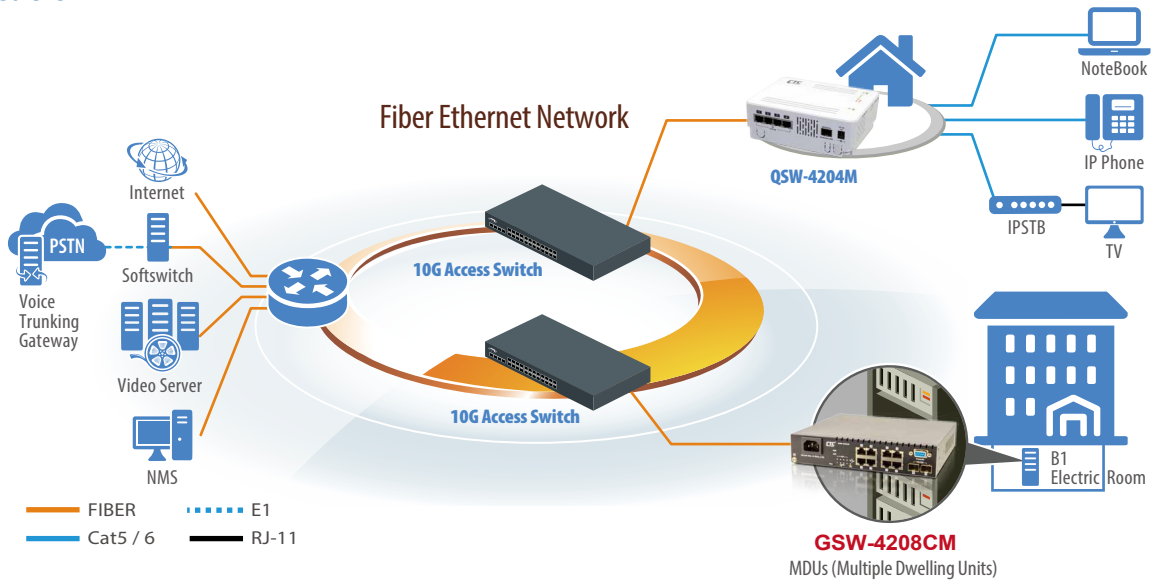 Fiber Ethernet Network
Internet
PSTN
Softswitch
Voice
Trunking
Gateway
Video Server
NMS
10G Access Switch
10G Access Switch
QSW-4204M
NoteBook
IP Phone
IPSTB
TV
B1
Electric Room
GSW-4208CM
MDUs (Multiple Dwelling Units)
FIBER
E1
Cat5 / 6
RJ-11